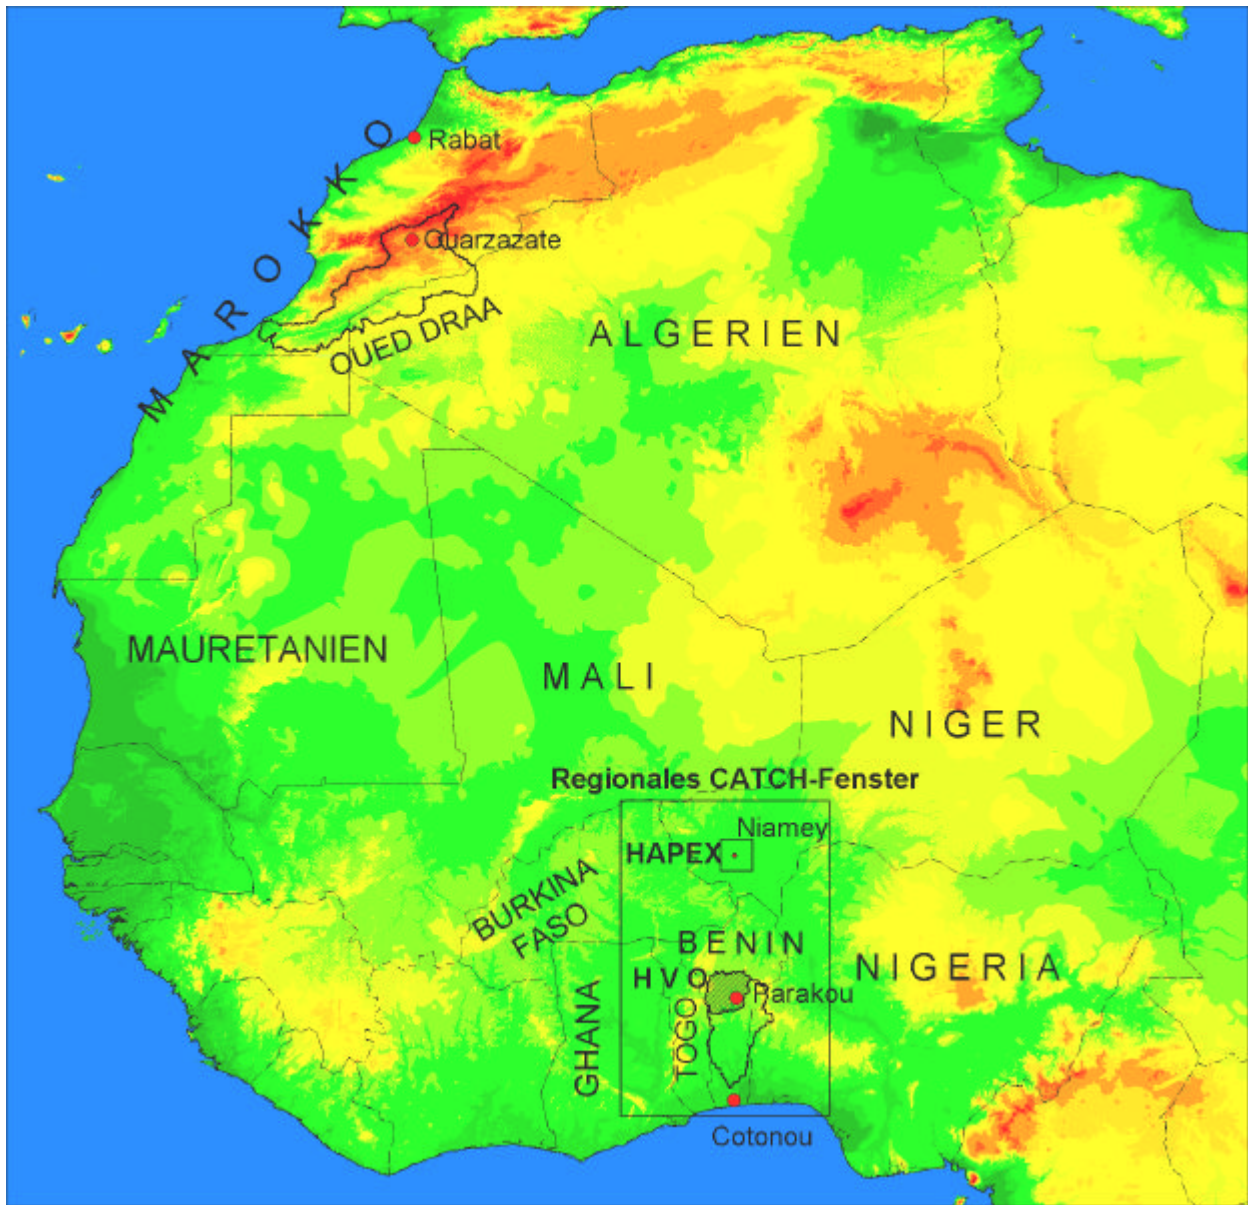 MAROKKO
Rabat
Ouarzazate
OUED DRAA
ALGERIEN
MAURETANIEN
MALI
NIGER
Regionales CATCH-Fenster
Niamey
HAPEX
BURKINA
FASO
BENIN
HVO
NIGERIA
Parakou
GHANA
TOGO
Cotonou